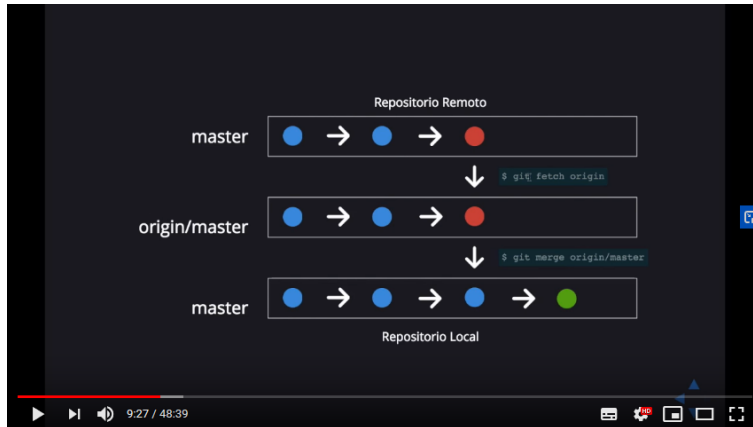 Repositorio Remoto
master
$ git fetch origin
origin/master
$ git merge origin/master
master
Repositorio Local
9:27 / 48:39
HD